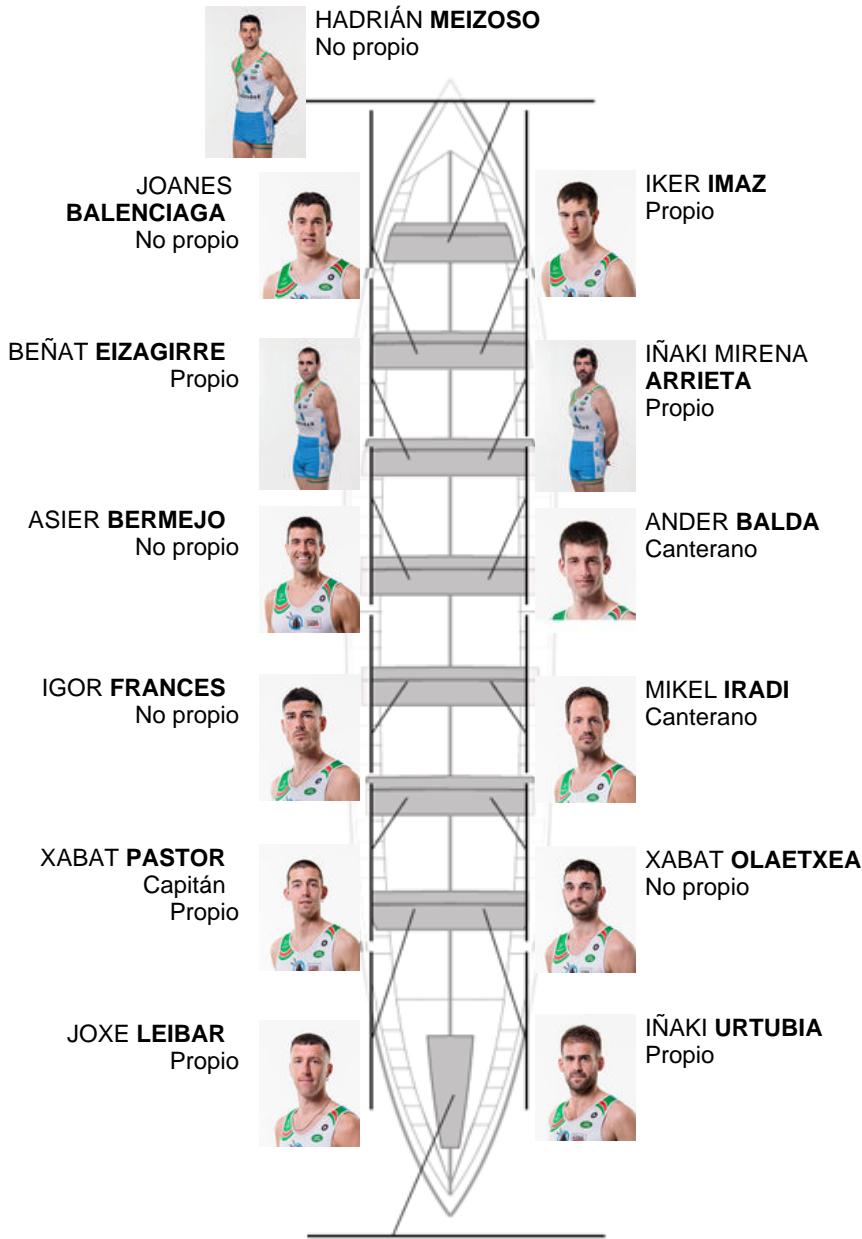 HADRIÁN MEIZOSO
No propio
JOANES
BALENCIAGA
No propio
IKER IMAZ
Propio
BEÑAT EIZAGIRRE
Propio
IÑAKI MIRENA
ARRIETA
Propio
ASIER BERMEJO
No propio
ANDER BALDA
Canterano
IGOR FRANCES
No propio
MIKEL IRADI
Canterano
XABAT PASTOR
Capitán
Propio
XABAT OLAETXEA
No propio
JOXE LEIBAR
Propio
IÑAKI URTUBIA
Propio